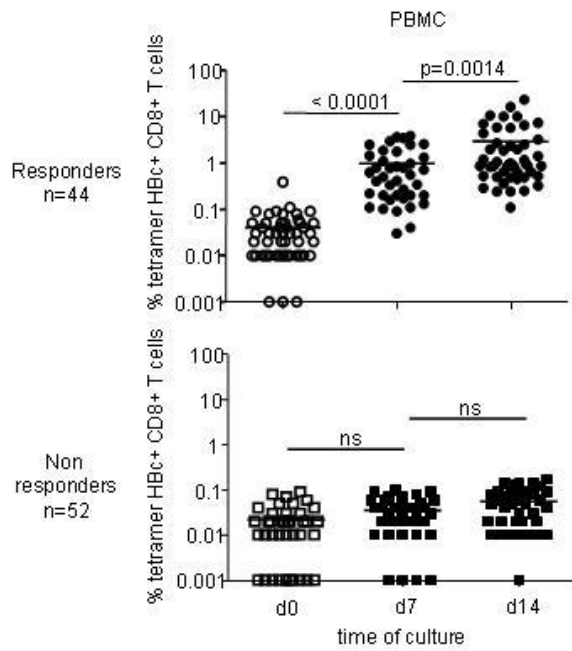 PBMC
% tetramer HBc+ CD8+ T cells
100
10
1
0.1
0.01
0.001
< 0.0001
p=0.0014
Responders
n=44
% tetramer HBc+ CD8+ T cells
100
10
1
0.1
0.01
0.001
ns
ns
Non
responders
n=52
d0 d7 d14
time of culture